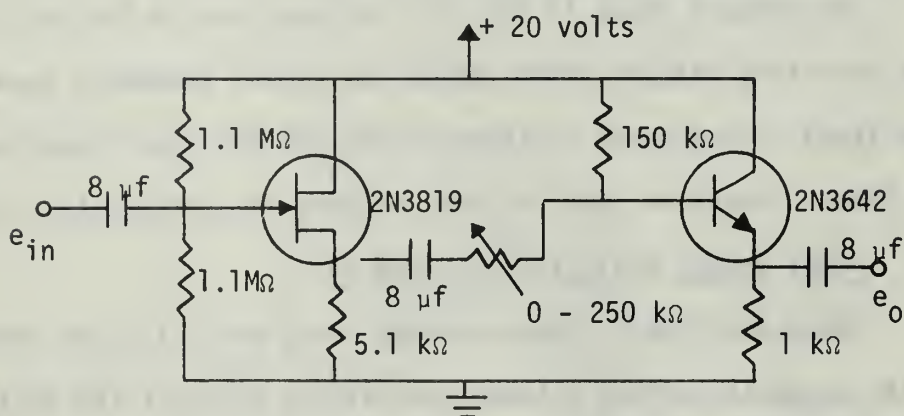 + 20 volts
1.1 MΩ
150 kΩ
8 μf
2N3819
2N3642
e_in
8 μf
1.1MΩ
8 μf
0 - 250 kΩ
e_o
5.1 kΩ
1 kΩ